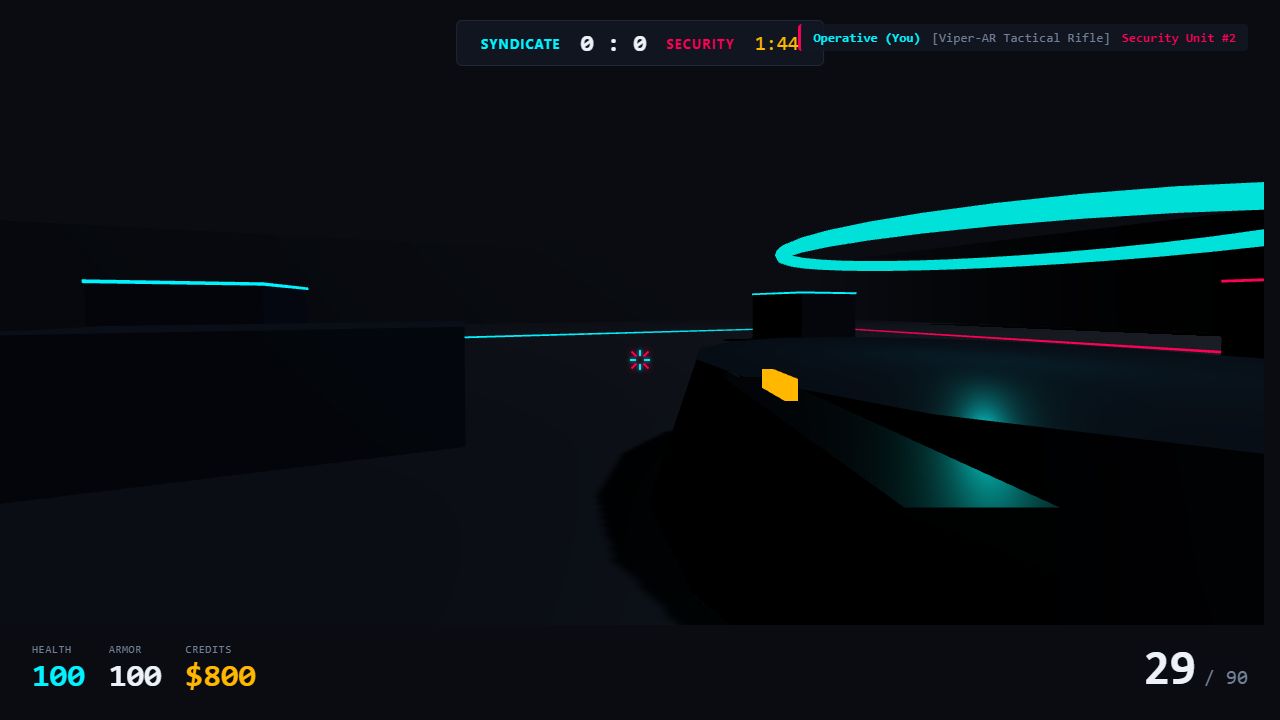 SYNDICATE 0 : 0 SECURITY 1:44
Operative (You) [Viper-AR Tactical Rifle] Security Unit #2
HEALTH ARMOR CREDITS
100 100 $800
29 / 90